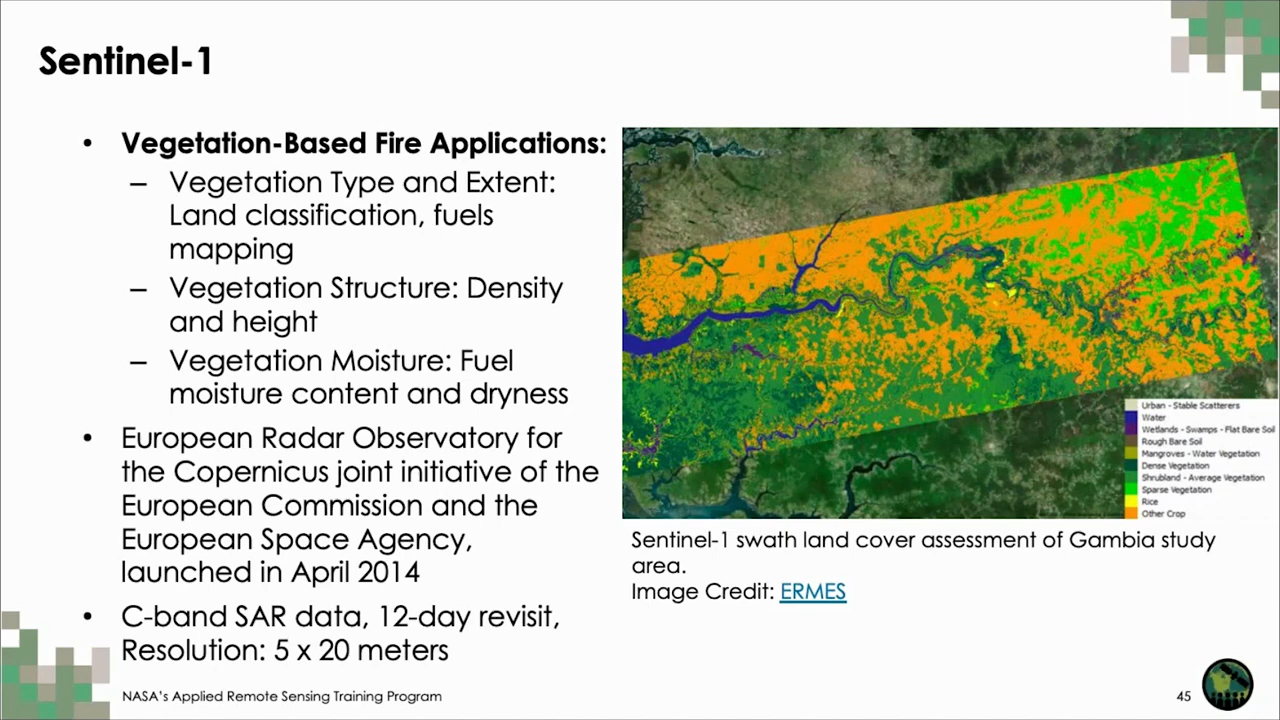 Sentinel-1
• Vegetation-Based Fire Applications:
– Vegetation Type and Extent:
Land classification, fuels
mapping
– Vegetation Structure: Density
and height
– Vegetation Moisture: Fuel
moisture content and dryness
• European Radar Observatory for
the Copernicus joint initiative of the
European Commission and the
European Space Agency,
launched in April 2014
• C-band SAR data, 12-day revisit,
Resolution: 5 x 20 meters
Urban - Stable Scatterers
Water
Wetlands - Swamps - Flat Bare Soil
Rough Bare Soil
Mangroves - Water Vegetation
Dense Vegetation
Shrubland - Average Vegetation
Sparse Vegetation
Rice
Other Crop
Sentinel-1 swath land cover assessment of Gambia study
area.
Image Credit: ERMES
NASA's Applied Remote Sensing Training Program
45